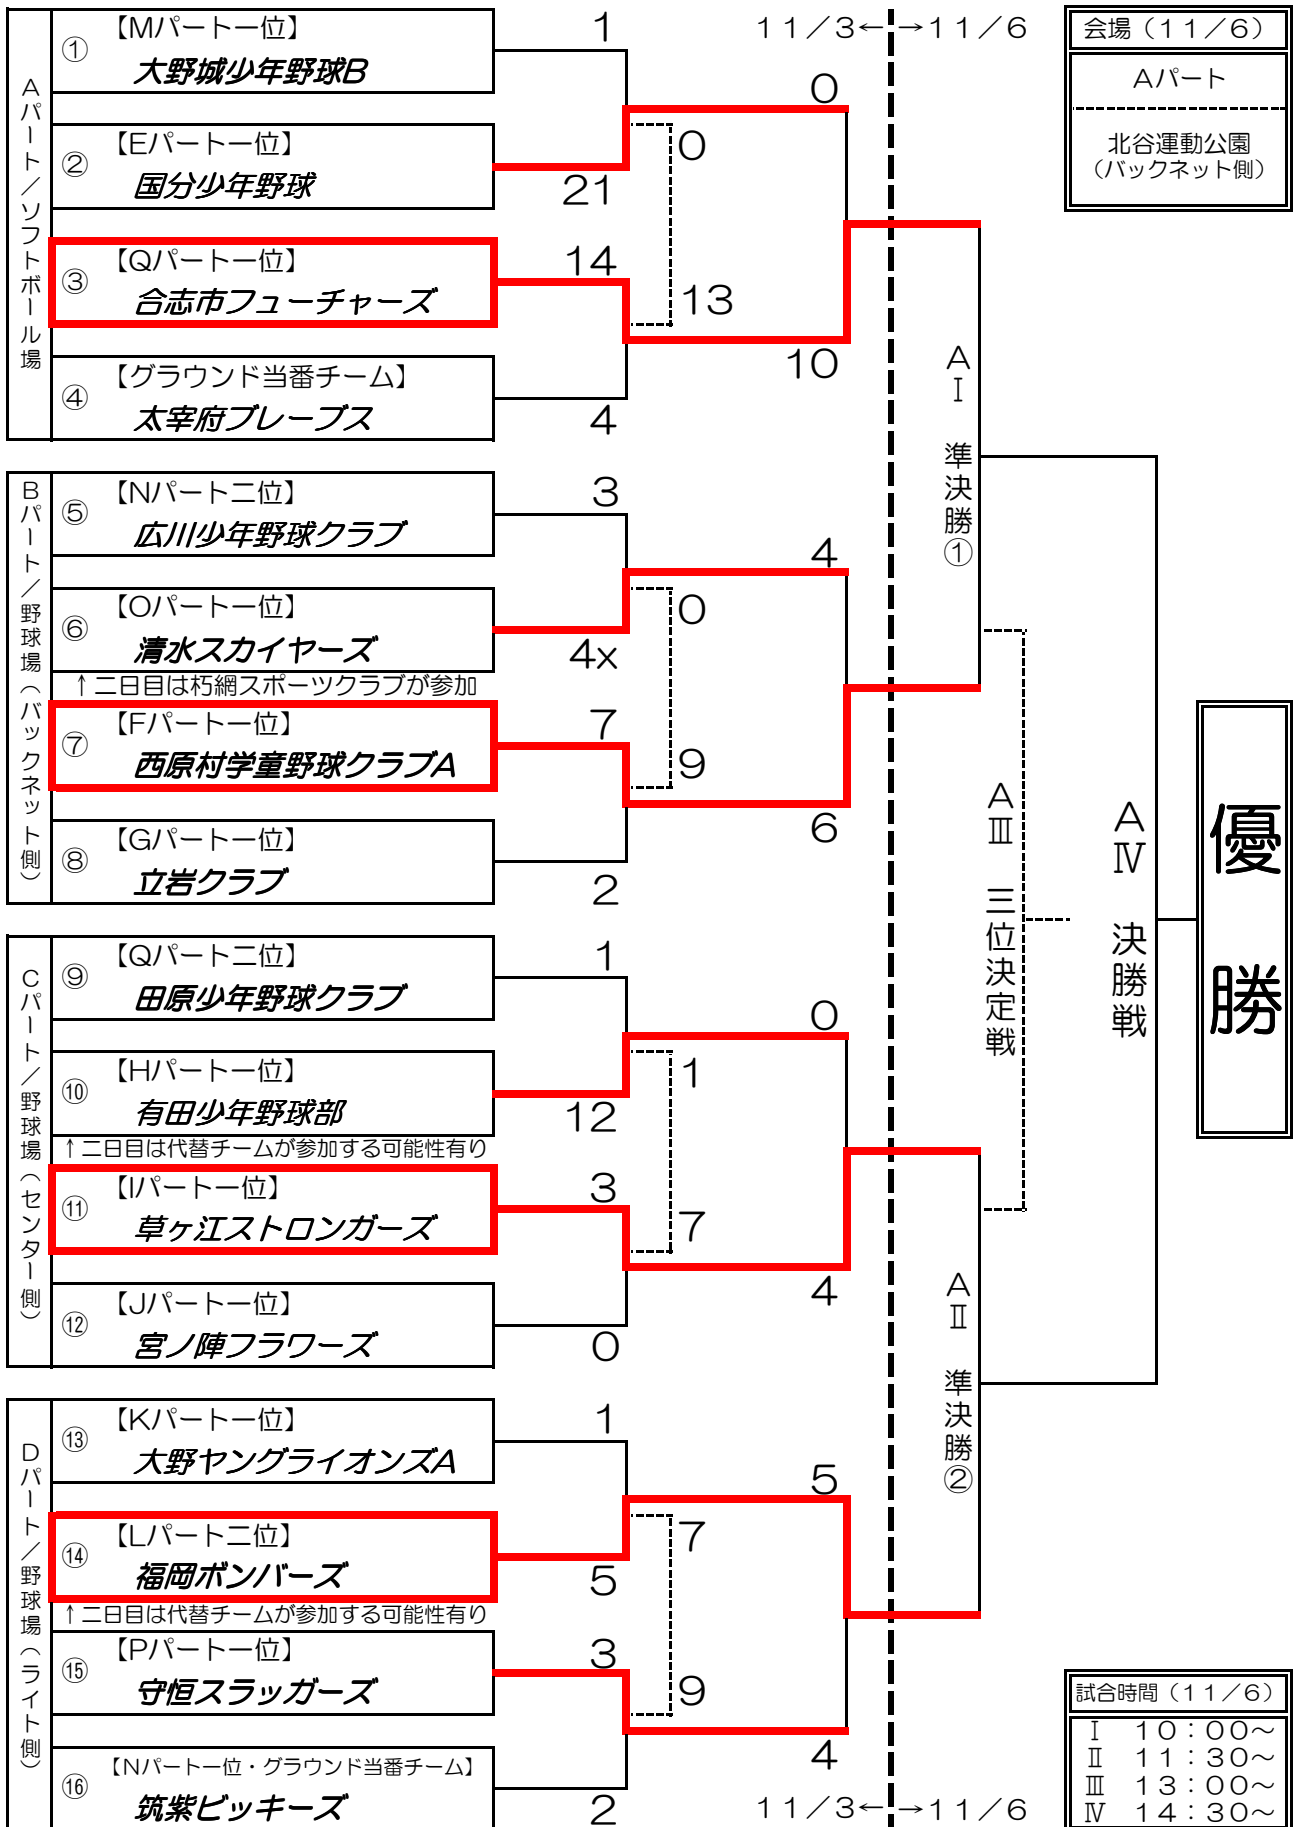 11/3←→11/6
会場(11/6)
Aパート
北谷運動公園
(バックネット側)
Aパート/ソフトボール場
① 【Mパート一位】
大野城少年野球B
1
② 【Eパート一位】
国分少年野球
21
③ 【Qパート一位】
合志市フューチャーズ
14
④ 【グラウンド当番チーム】
太宰府ブレーブス
4
0
0
13
10
Bパート/野球場(バックネット側)
⑤ 【Nパート二位】
広川少年野球クラブ
3
⑥ 【Oパート一位】
清水スカイヤーズ
4x
↑二日目は朽網スポーツクラブが参加
⑦ 【Fパート一位】
西原村学童野球クラブA
7
⑧ 【Gパート一位】
立岩クラブ
2
4
0
9
6
Cパート/野球場(センター側)
⑨ 【Qパート二位】
田原少年野球クラブ
1
⑩ 【Hパート一位】
有田少年野球部
12
↑二日目は代替チームが参加する可能性有り
⑪ 【Iパート一位】
草ヶ江ストロンガーズ
3
⑫ 【Jパート一位】
宮ノ陣フラワーズ
0
0
1
7
4
Dパート/野球場(ライト側)
⑬ 【Kパート一位】
大野ヤングライオンズA
1
⑭ 【Lパート二位】
福岡ボンバーズ
5
↑二日目は代替チームが参加する可能性有り
⑮ 【Pパート一位】
守恒スラッガーズ
3
⑯ 【Nパート一位・グラウンド当番チーム】
筑紫ビッキーズ
2
5
7
9
4
AⅠ 準決勝①
AⅡ 準決勝②
AⅢ 三位決定戦
AⅣ 決勝戦
優勝
11/3←→11/6
試合時間(11/6)
Ⅰ 10:00~
Ⅱ 11:30~
Ⅲ 13:00~
Ⅳ 14:30~